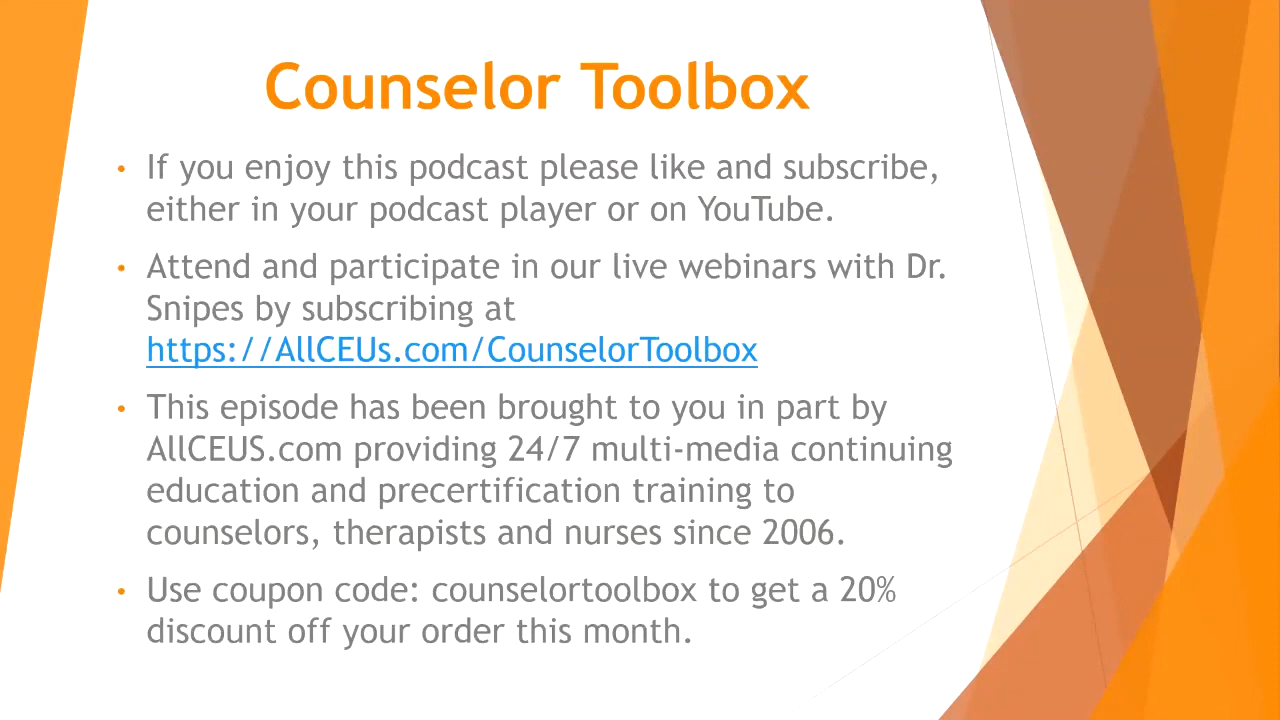 Counselor Toolbox
• If you enjoy this podcast please like and subscribe,
either in your podcast player or on YouTube.
• Attend and participate in our live webinars with Dr.
Snipes by subscribing at
https://AllCEUs.com/CounselorToolbox
• This episode has been brought to you in part by
AllCEUS.com providing 24/7 multi-media continuing
education and precertification training to
counselors, therapists and nurses since 2006.
• Use coupon code: counselortoolbox to get a 20%
discount off your order this month.